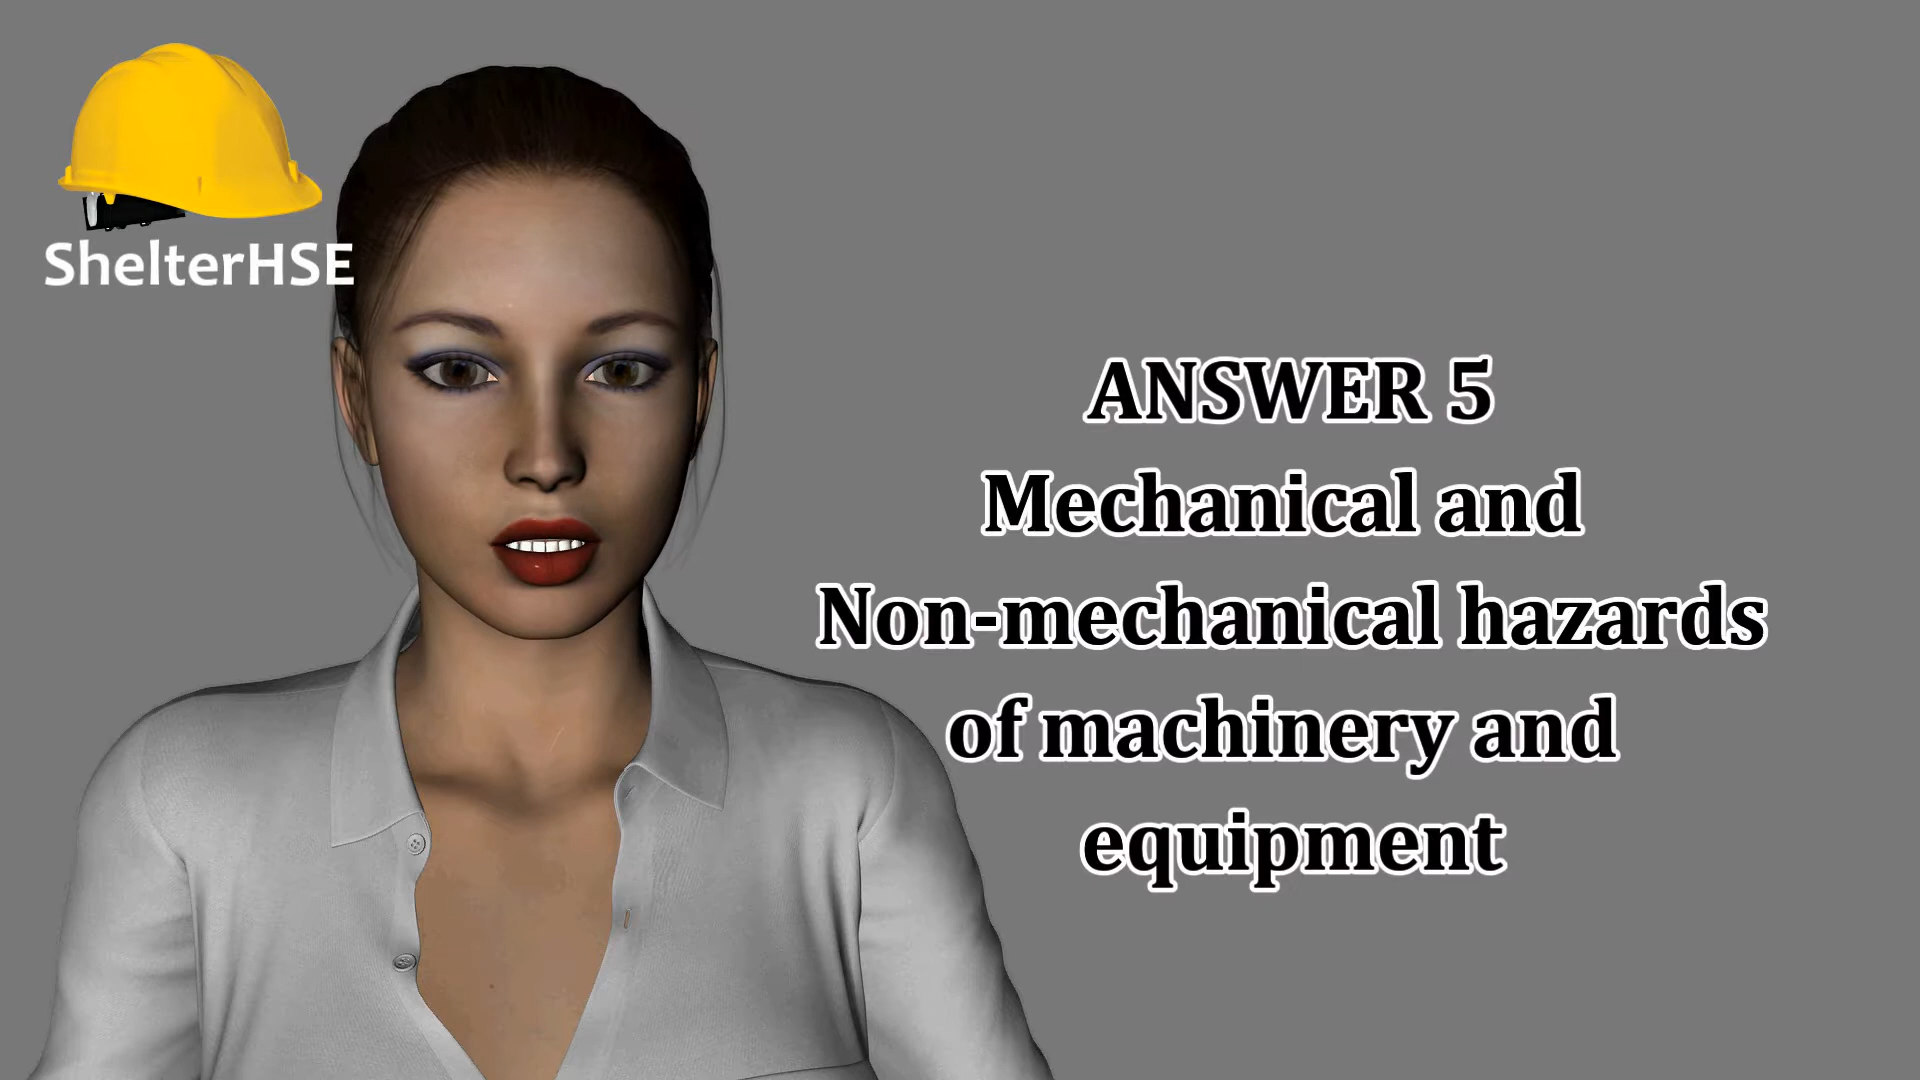 ShelterHSE
ANSWER 5
Mechanical and
Non-mechanical hazards
of machinery and
equipment